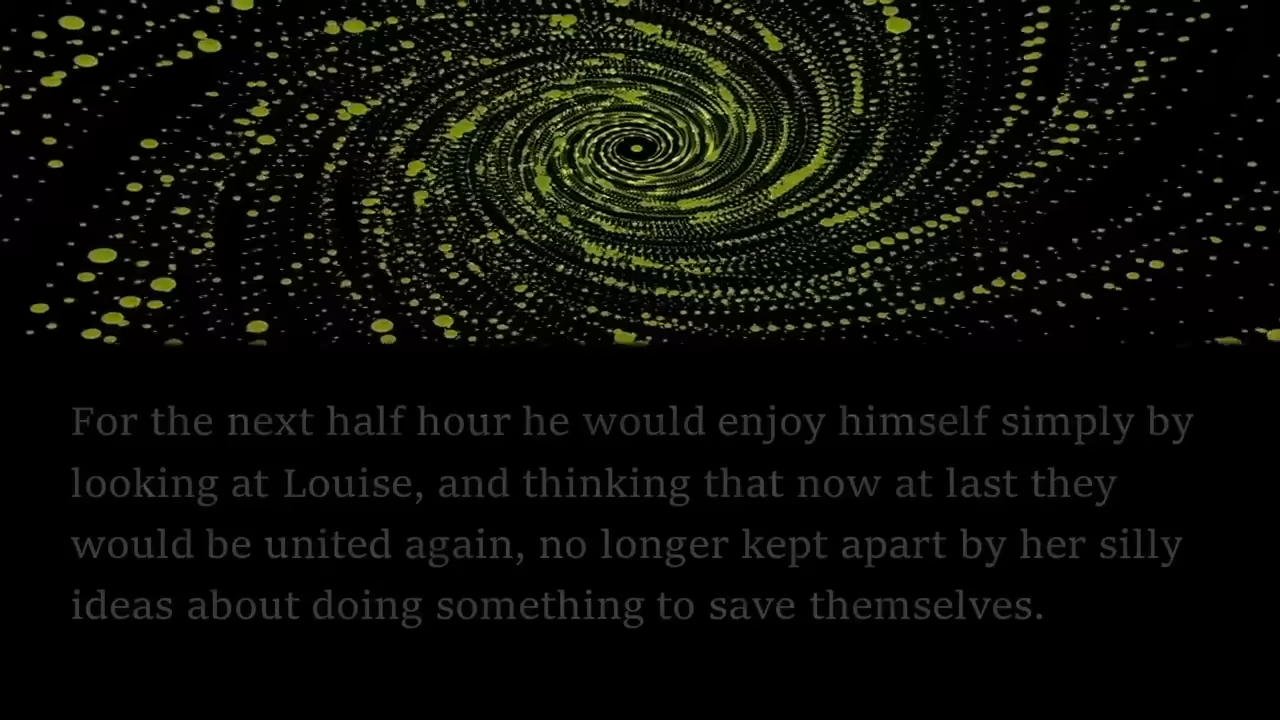 For the next half hour he would enjoy himself simply by
looking at Louise, and thinking that now at last they
would be united again, no longer kept apart by her silly
ideas about doing something to save themselves.